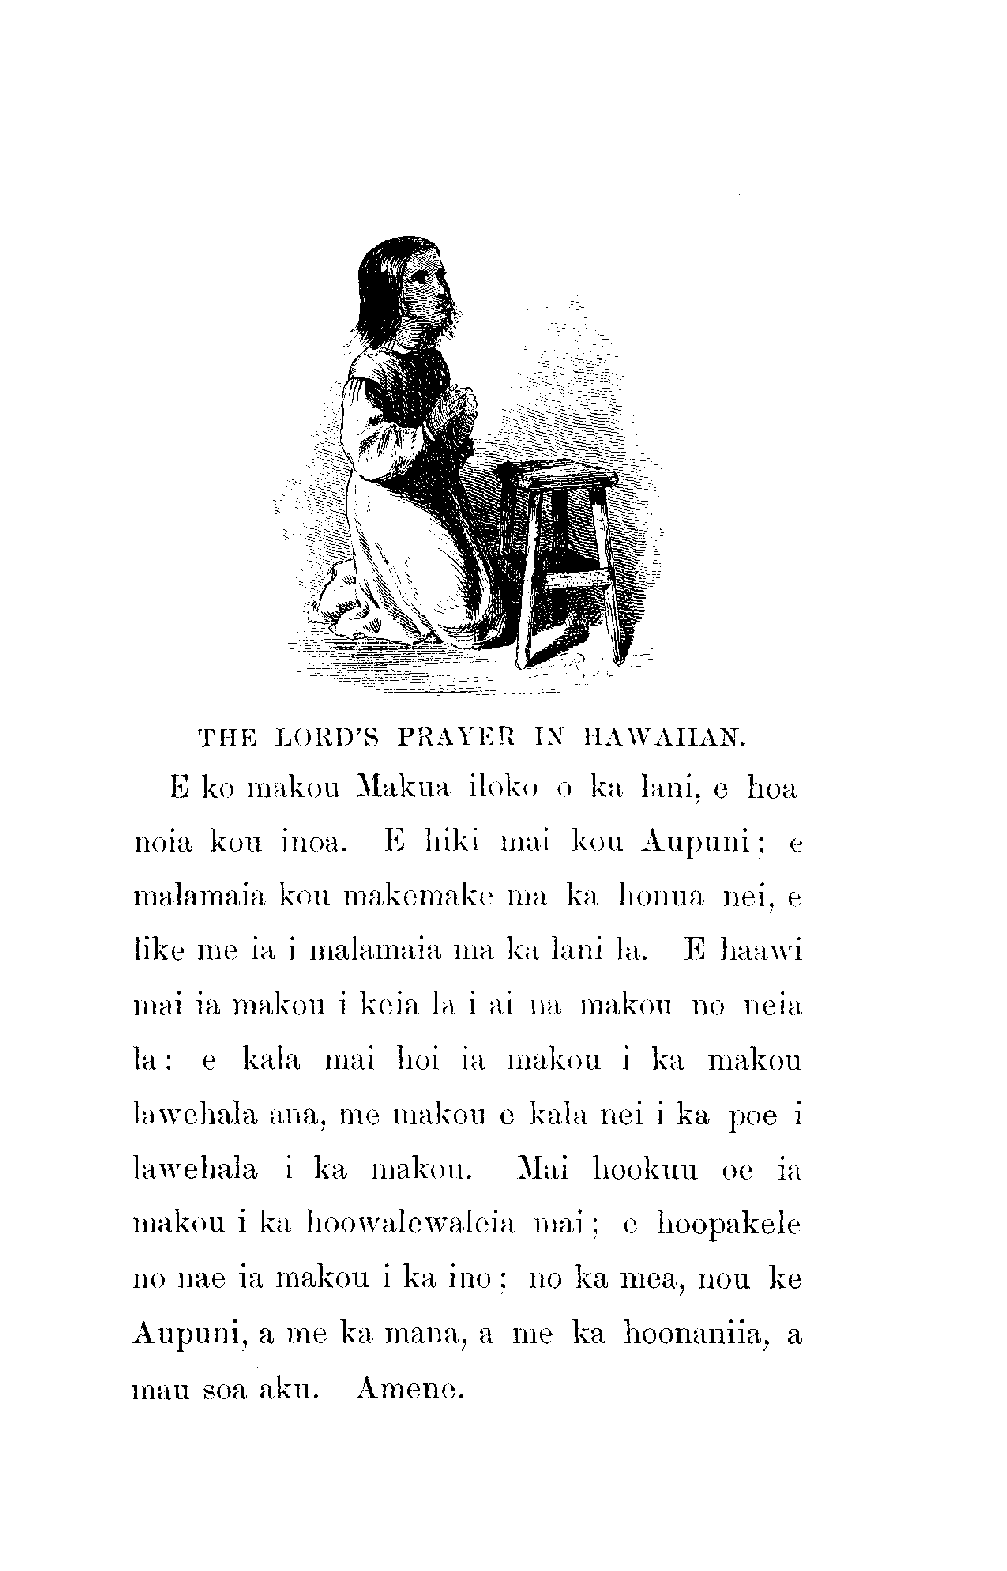 THE LORD'S PRAYER IN HAWAIIAN.
E ko makou Makua iloko o ka lani, e hoa
noia kou inoa. E hiki mai kou Aupuni; e
malamaia kou makemake ma ka honua nei, e
like me ia i malamaia ma ka lani la. E haawi
mai ia makou i keia la i ai na makou no neia
la; e kala mai hoi ia makou i ka makou
lawehala ana, me makou e kala nei i ka poe i
lawehala i ka makou. Mai hookuu oe ia
makou i ka hoowalewaleia mai; e hoopakele
no nae ia makou i ka ino; no ka mea, nou ke
Aupuni, a me ka mana, a me ka hoonaniia, a
mau soa aku. Amene.